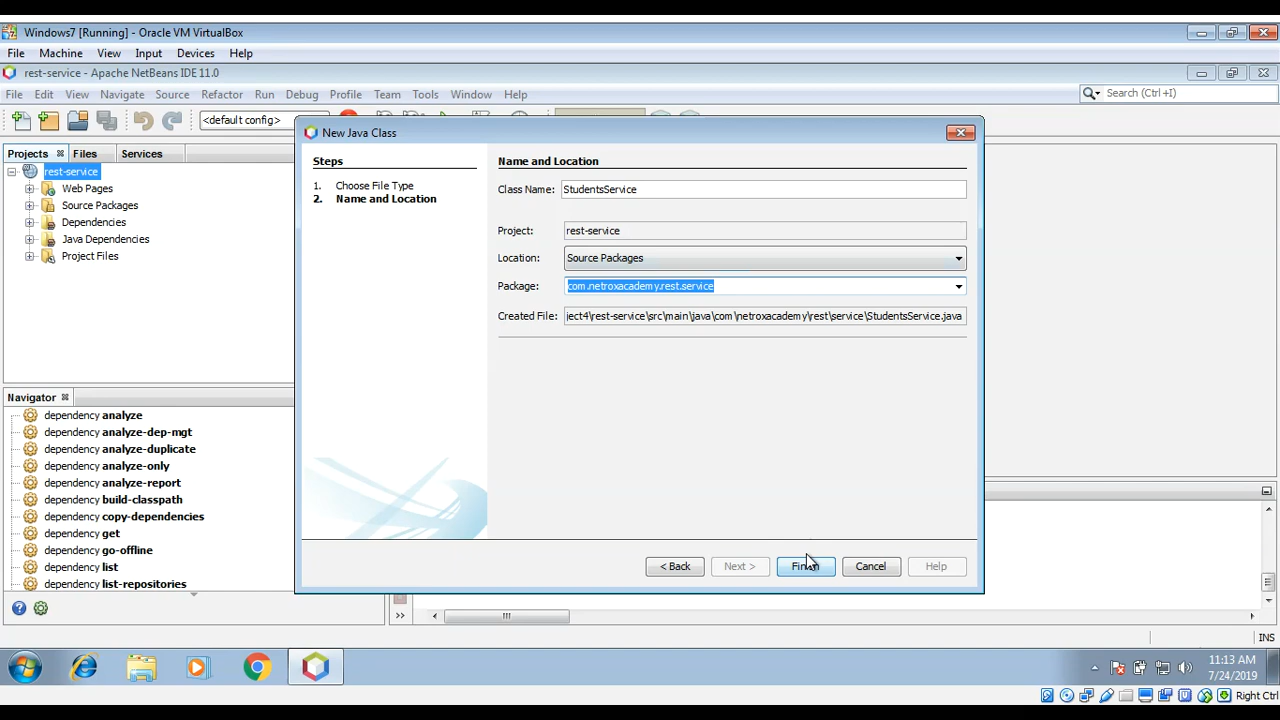 Windows7 [Running] - Oracle VM VirtualBox
File Machine View Input Devices Help
rest-service - Apache NetBeans IDE 11.0
File Edit View Navigate Source Refactor Run Debug Profile Team Tools Window Help
Search (Ctrl+I)
<default config>
Projects Files Services
rest-service
Web Pages
Source Packages
Dependencies
Java Dependencies
Project Files
Navigator
dependency analyze
dependency analyze-dep-mgt
dependency analyze-duplicate
dependency analyze-only
dependency analyze-report
dependency build-classpath
dependency copy-dependencies
dependency get
dependency go-offline
dependency list
dependency list-repositories
New Java Class
Steps
1. Choose File Type
2. Name and Location
Name and Location
Class Name: StudentsService
Project: rest-service
Location: Source Packages
Package: com.netroxacademy.rest.service
Created File: ject4\rest-service\src\main\java\com\netroxacademy\rest\service\StudentsService.java
< Back Next > Finish Cancel Help
INS
11:13 AM
7/24/2019
Right Ctrl